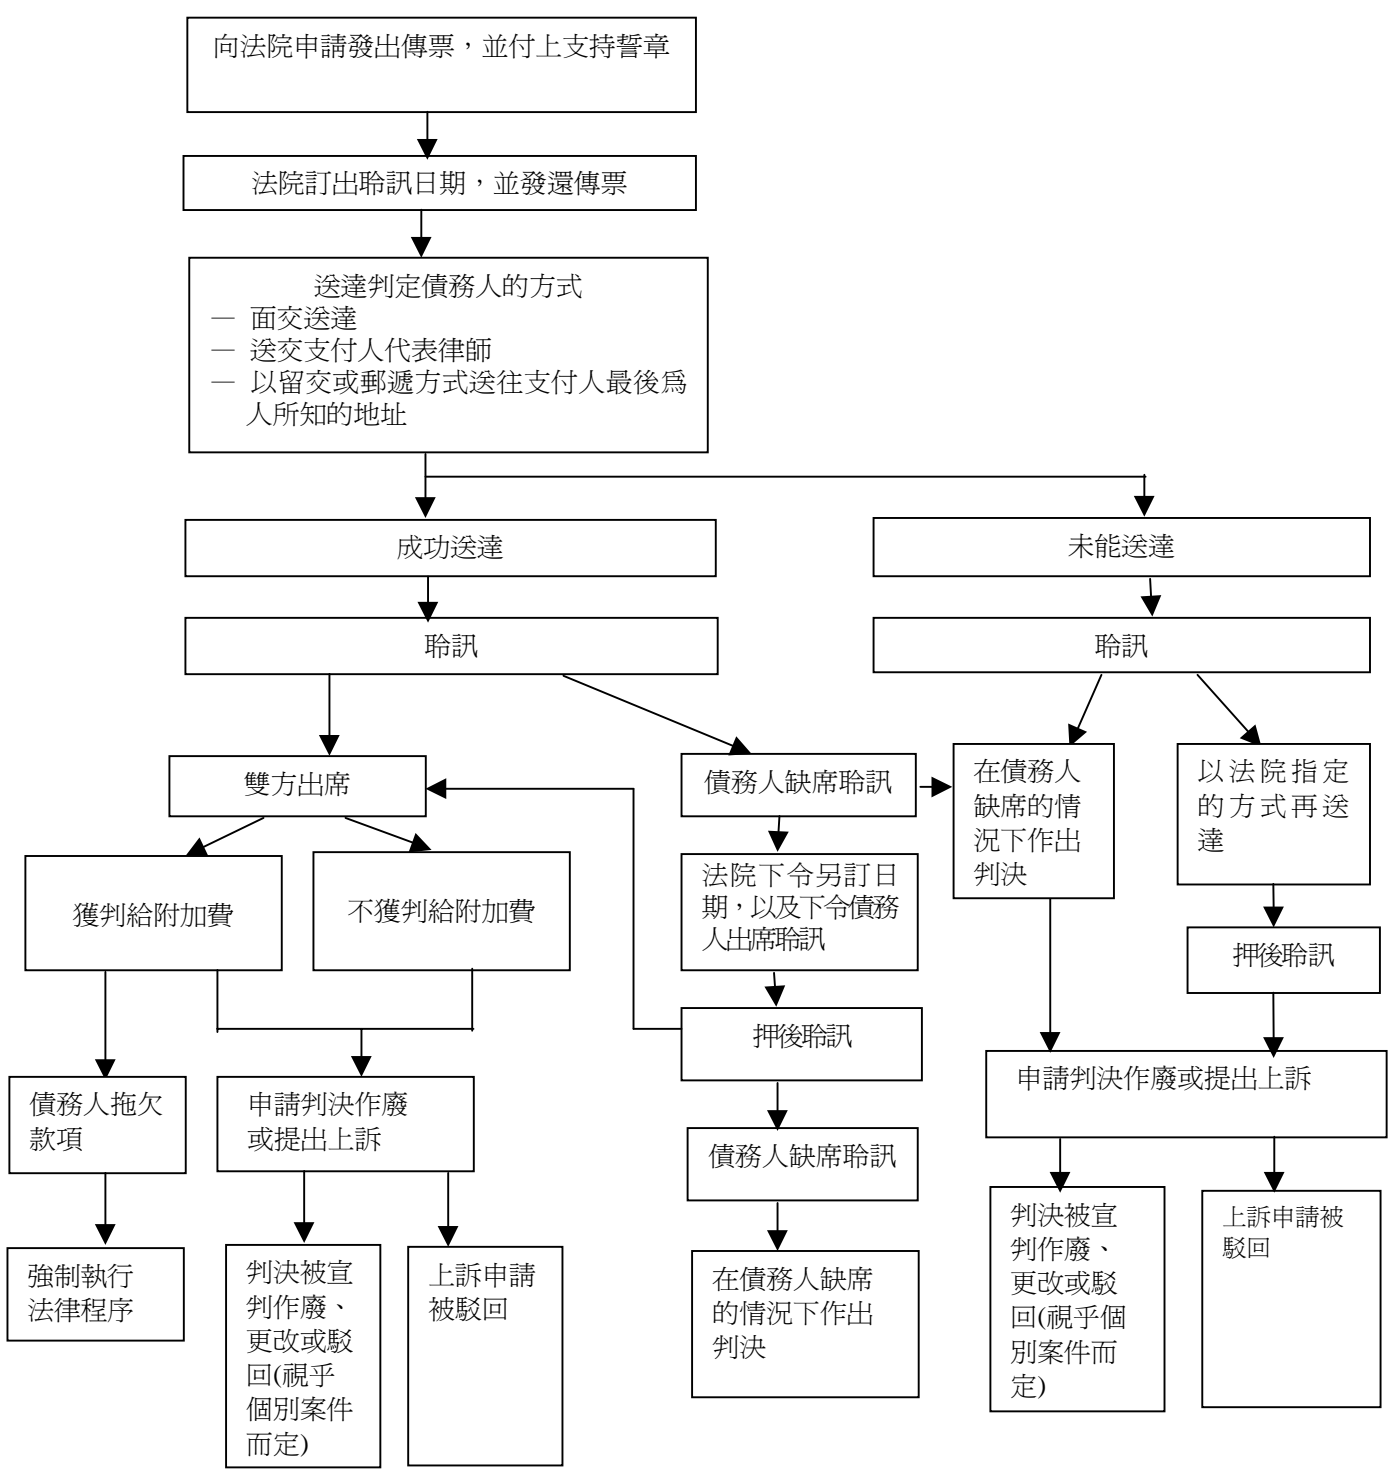 向法院申請發出傳票，並付上支持誓章
法院訂出聆訊日期，並發還傳票
送達判定債務人的方式
— 面交送達
— 送交支付人代表律師
— 以留交或郵遞方式送往支付人最後爲
人所知的地址
成功送達
未能送達
聆訊
聆訊
雙方出席
債務人缺席聆訊
在債務人
缺席的情
況下作出
判決
以法院指定
的方式再送
達
獲判給附加費
不獲判給附加費
法院下令另訂日
期，以及下令債務
人出席聆訊
押後聆訊
押後聆訊
債務人拖欠
款項
申請判決作廢
或提出上訴
申請判決作廢或提出上訴
債務人缺席聆訊
強制執行
法律程序
判決被宣
判作廢、
更改或駁
回(視乎
個別案件
而定)
上訴申請
被駁回
在債務人缺席
的情況下作出
判決
判決被宣
判作廢、
更改或駁
回(視乎個
別案件而
定)
上訴申請被
駁回